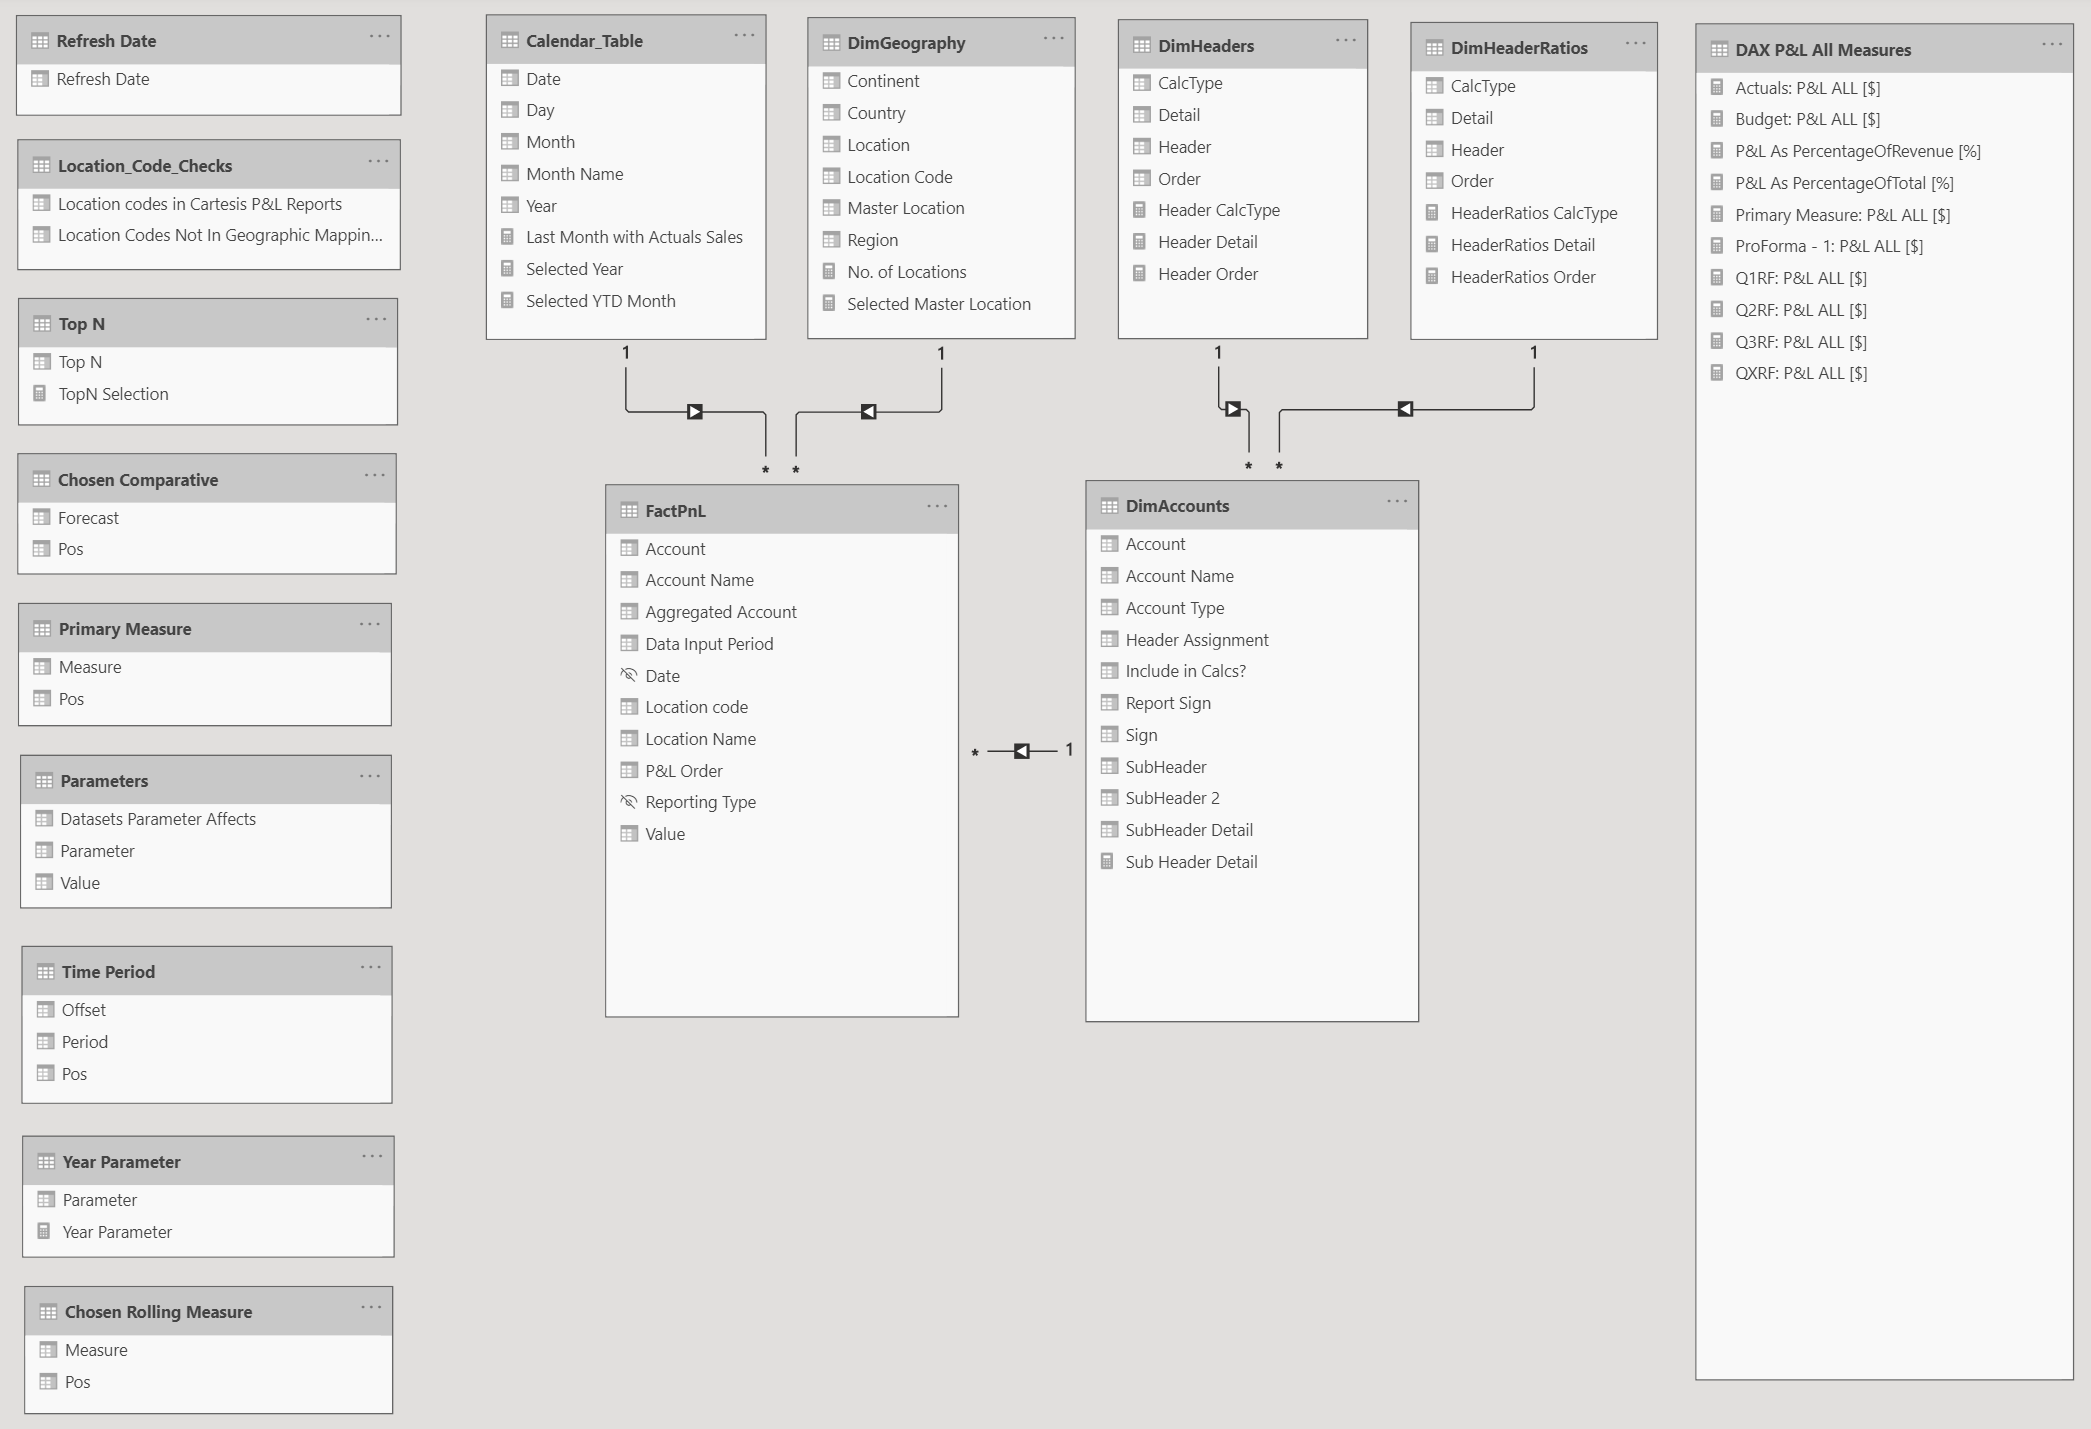 Refresh Date
Refresh Date
Location_Code_Checks
Location codes in Cartesis P&L Reports
Location Codes Not In Geographic Mappin...
Top N
Top N
TopN Selection
Chosen Comparative
Forecast
Pos
Primary Measure
Measure
Pos
Parameters
Datasets Parameter Affects
Parameter
Value
Time Period
Offset
Period
Pos
Year Parameter
Parameter
Year Parameter
Chosen Rolling Measure
Measure
Pos
Calendar_Table
Date
Day
Month
Month Name
Year
Last Month with Actuals Sales
Selected Year
Selected YTD Month
DimGeography
Continent
Country
Location
Location Code
Master Location
Region
No. of Locations
Selected Master Location
DimHeaders
CalcType
Detail
Header
Order
Header CalcType
Header Detail
Header Order
DimHeaderRatios
CalcType
Detail
Header
Order
HeaderRatios CalcType
HeaderRatios Detail
HeaderRatios Order
1
1
1
1
* *
* *
FactPnL
Account
Account Name
Aggregated Account
Data Input Period
Date
Location code
Location Name
P&L Order
Reporting Type
Value
* 1
DimAccounts
Account
Account Name
Account Type
Header Assignment
Include in Calcs?
Report Sign
Sign
SubHeader
SubHeader 2
SubHeader Detail
Sub Header Detail
DAX P&L All Measures
Actuals: P&L ALL [$]
Budget: P&L ALL [$]
P&L As PercentageOfRevenue [%]
P&L As PercentageOfTotal [%]
Primary Measure: P&L ALL [$]
ProForma - 1: P&L ALL [$]
Q1RF: P&L ALL [$]
Q2RF: P&L ALL [$]
Q3RF: P&L ALL [$]
QXRF: P&L ALL [$]